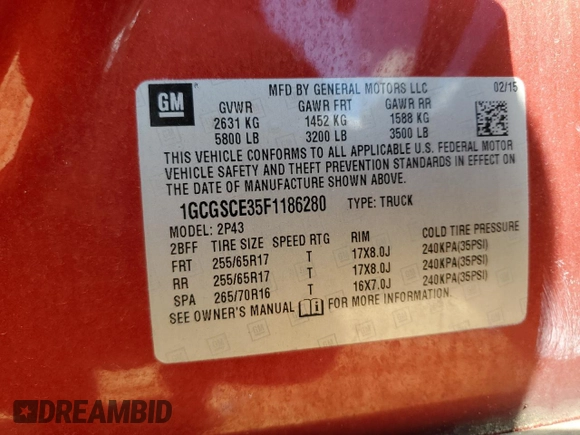 GM
MFD BY GENERAL MOTORS LLC 02/15
GVWR GAWR FRT GAWR RR
2631 KG 1452 KG 1588 KG
5800 LB 3200 LB 3500 LB
THIS VEHICLE CONFORMS TO ALL APPLICABLE U.S. FEDERAL MOTOR
VEHICLE SAFETY AND THEFT PREVENTION STANDARDS IN EFFECT ON
THE DATE OF MANUFACTURE SHOWN ABOVE.
1GCGSCE35F1186280 TYPE: TRUCK
MODEL: 2P43
2BFF TIRE SIZE SPEED RTG RIM COLD TIRE PRESSURE
FRT 255/65R17 T 17X8.0J 240KPA(35PSI)
RR 255/65R17 T 17X8.0J 240KPA(35PSI)
SPA 265/70R16 T 16X7.0J 240KPA(35PSI)
SEE OWNER'S MANUAL FOR MORE INFORMATION.
DREAMBID